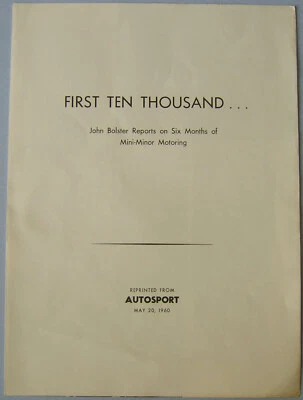 FIRST TEN THOUSAND . . .
John Bolster Reports on Six Months of
Mini-Minor Motoring
REPRINTED FROM
AUTOSPORT
MAY 20, 1960